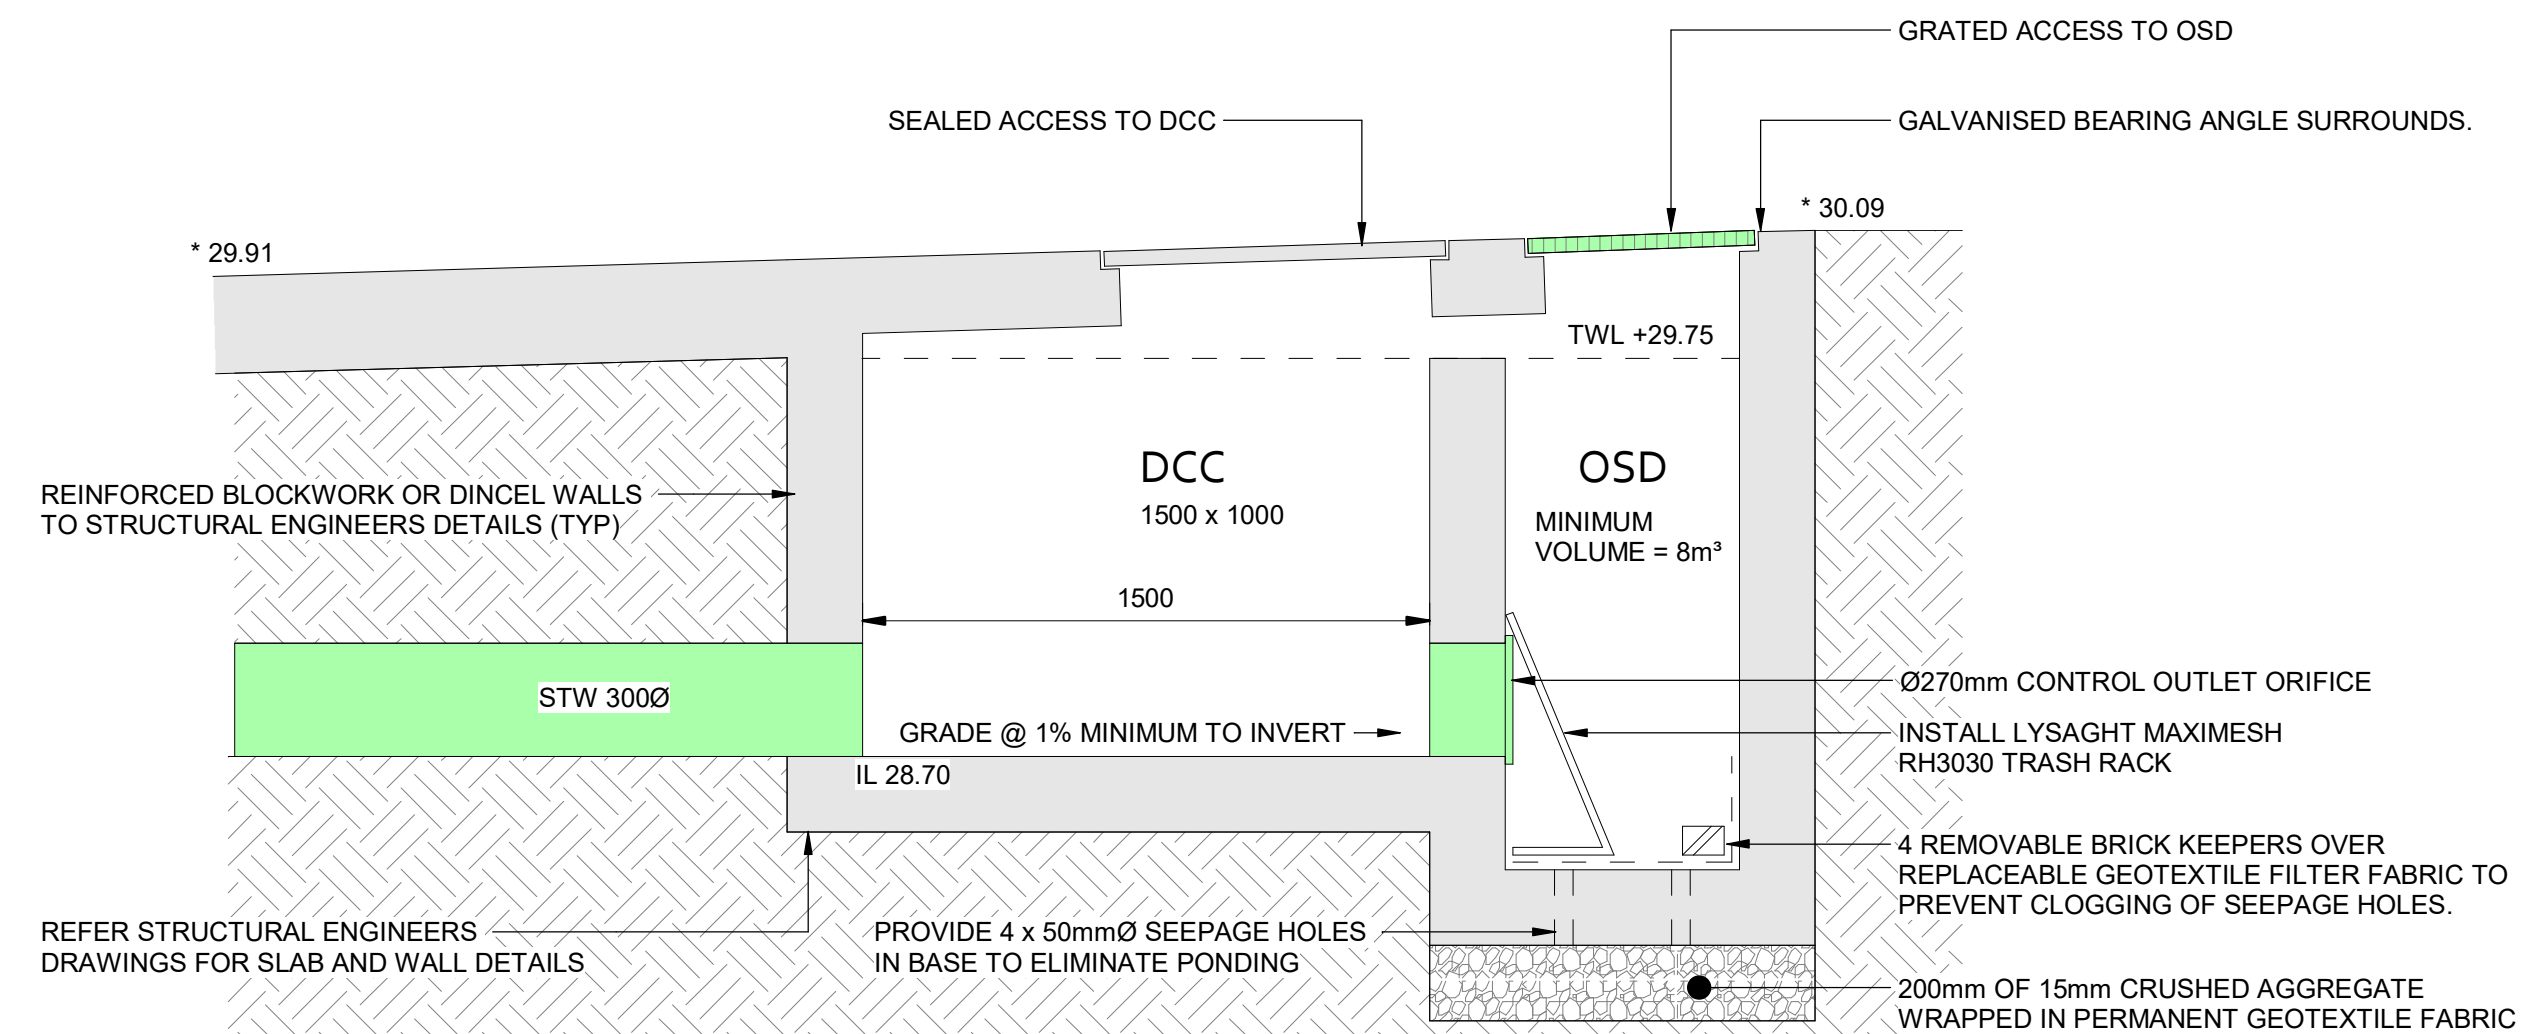 GRATED ACCESS TO OSD
SEALED ACCESS TO DCC
GALVANISED BEARING ANGLE SURROUNDS.
* 30.09
* 29.91
TWL +29.75
DCC
1500 x 1000
OSD
MINIMUM
VOLUME = 8m³
REINFORCED BLOCKWORK OR DINCEL WALLS
TO STRUCTURAL ENGINEERS DETAILS (TYP)
1500
STW 300Ø
Ø270mm CONTROL OUTLET ORIFICE
GRADE @ 1% MINIMUM TO INVERT
INSTALL LYSAGHT MAXIMESH
RH3030 TRASH RACK
IL 28.70
4 REMOVABLE BRICK KEEPERS OVER
REPLACEABLE GEOTEXTILE FILTER FABRIC TO
PREVENT CLOGGING OF SEEPAGE HOLES.
REFER STRUCTURAL ENGINEERS
DRAWINGS FOR SLAB AND WALL DETAILS
PROVIDE 4 x 50mmØ SEEPAGE HOLES
IN BASE TO ELIMINATE PONDING
200mm OF 15mm CRUSHED AGGREGATE
WRAPPED IN PERMANENT GEOTEXTILE FABRIC